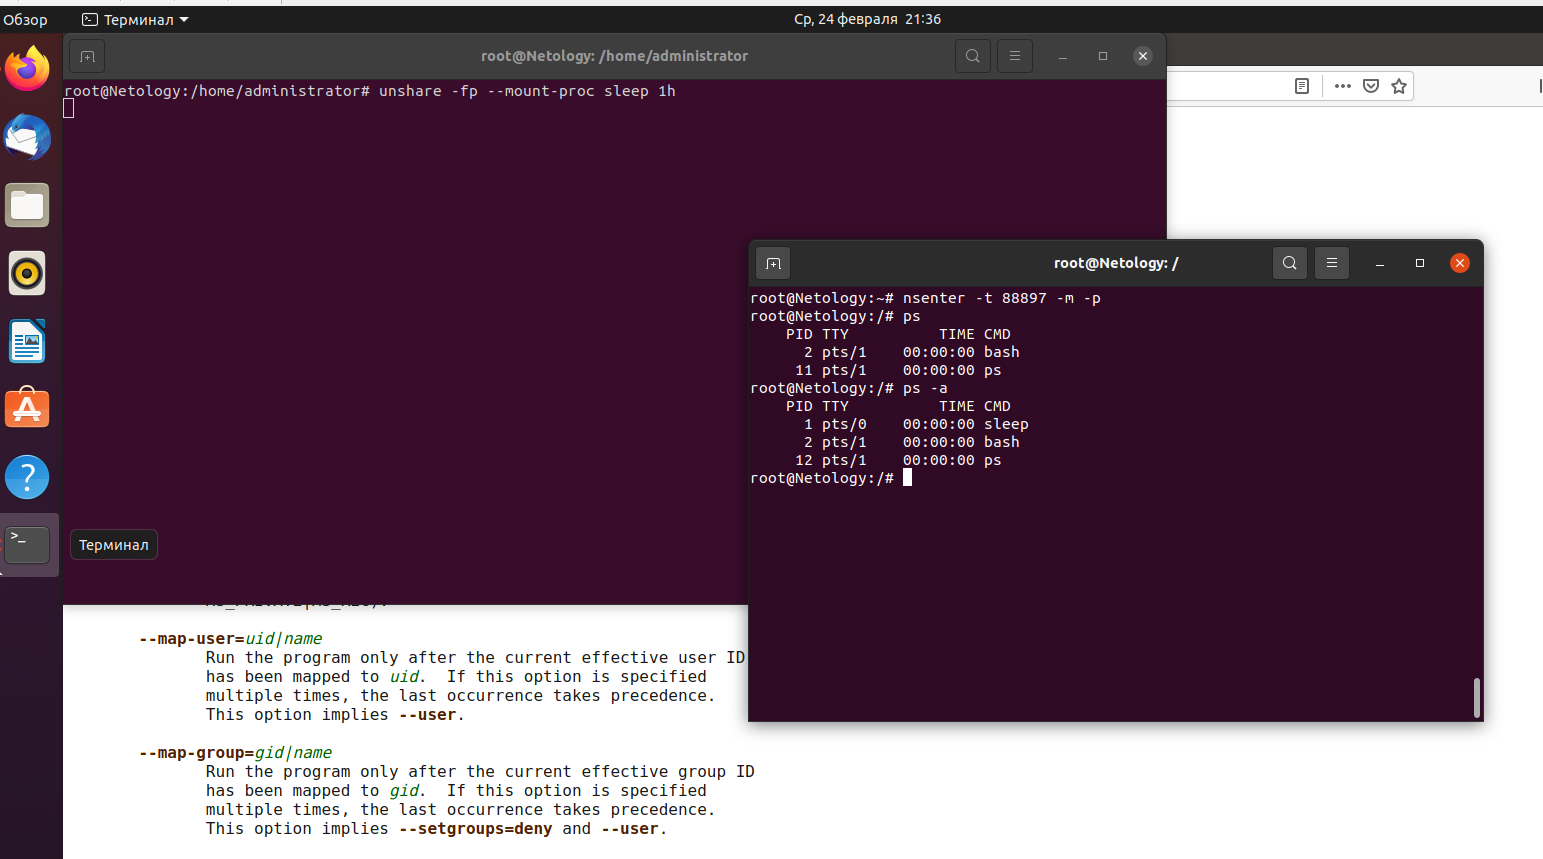 Обзор
Терминал
Ср, 24 февраля  21:36
root@Netology: /home/administrator
root@Netology:/home/administrator# unshare -fp --mount-proc sleep 1h
root@Netology: /
root@Netology:~# nsenter -t 88897 -m -p
root@Netology:/# ps
    PID TTY          TIME CMD
      2 pts/1    00:00:00 bash
     11 pts/1    00:00:00 ps
root@Netology:/# ps -a
    PID TTY          TIME CMD
      1 pts/0    00:00:00 sleep
      2 pts/1    00:00:00 bash
     12 pts/1    00:00:00 ps
root@Netology:/#
>_
Терминал
--map-user=uid|name
Run the program only after the current effective user ID
has been mapped to uid.  If this option is specified
multiple times, the last occurrence takes precedence.
This option implies --user.
--map-group=gid|name
Run the program only after the current effective group ID
has been mapped to gid.  If this option is specified
multiple times, the last occurrence takes precedence.
This option implies --setgroups=deny and --user.